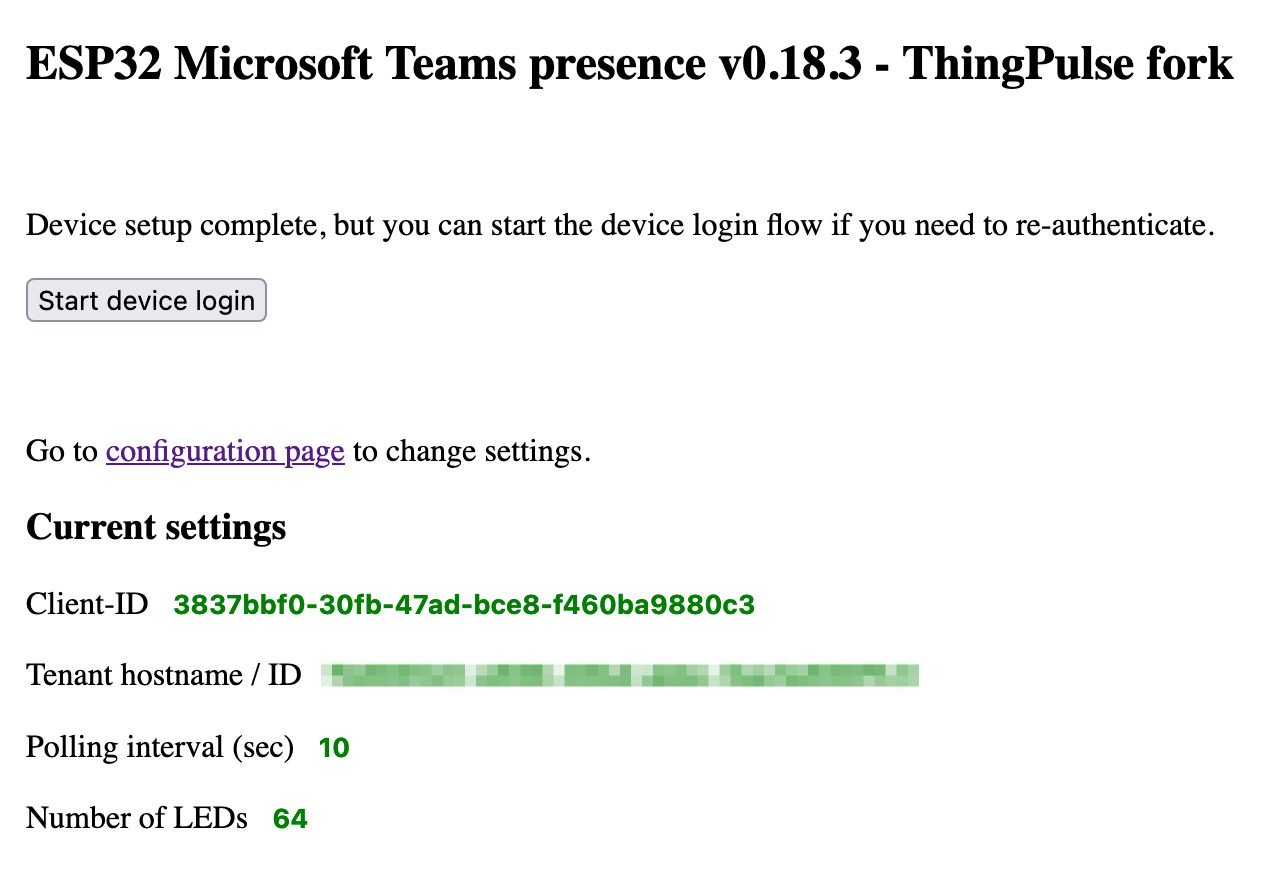 ESP32 Microsoft Teams presence v0.18.3 - ThingPulse fork
Device setup complete, but you can start the device login flow if you need to re-authenticate.
Start device login
Go to configuration page to change settings.
Current settings
Client-ID 3837bbf0-30fb-47ad-bce8-f460ba9880c3
Tenant hostname / ID
Polling interval (sec) 10
Number of LEDs 64